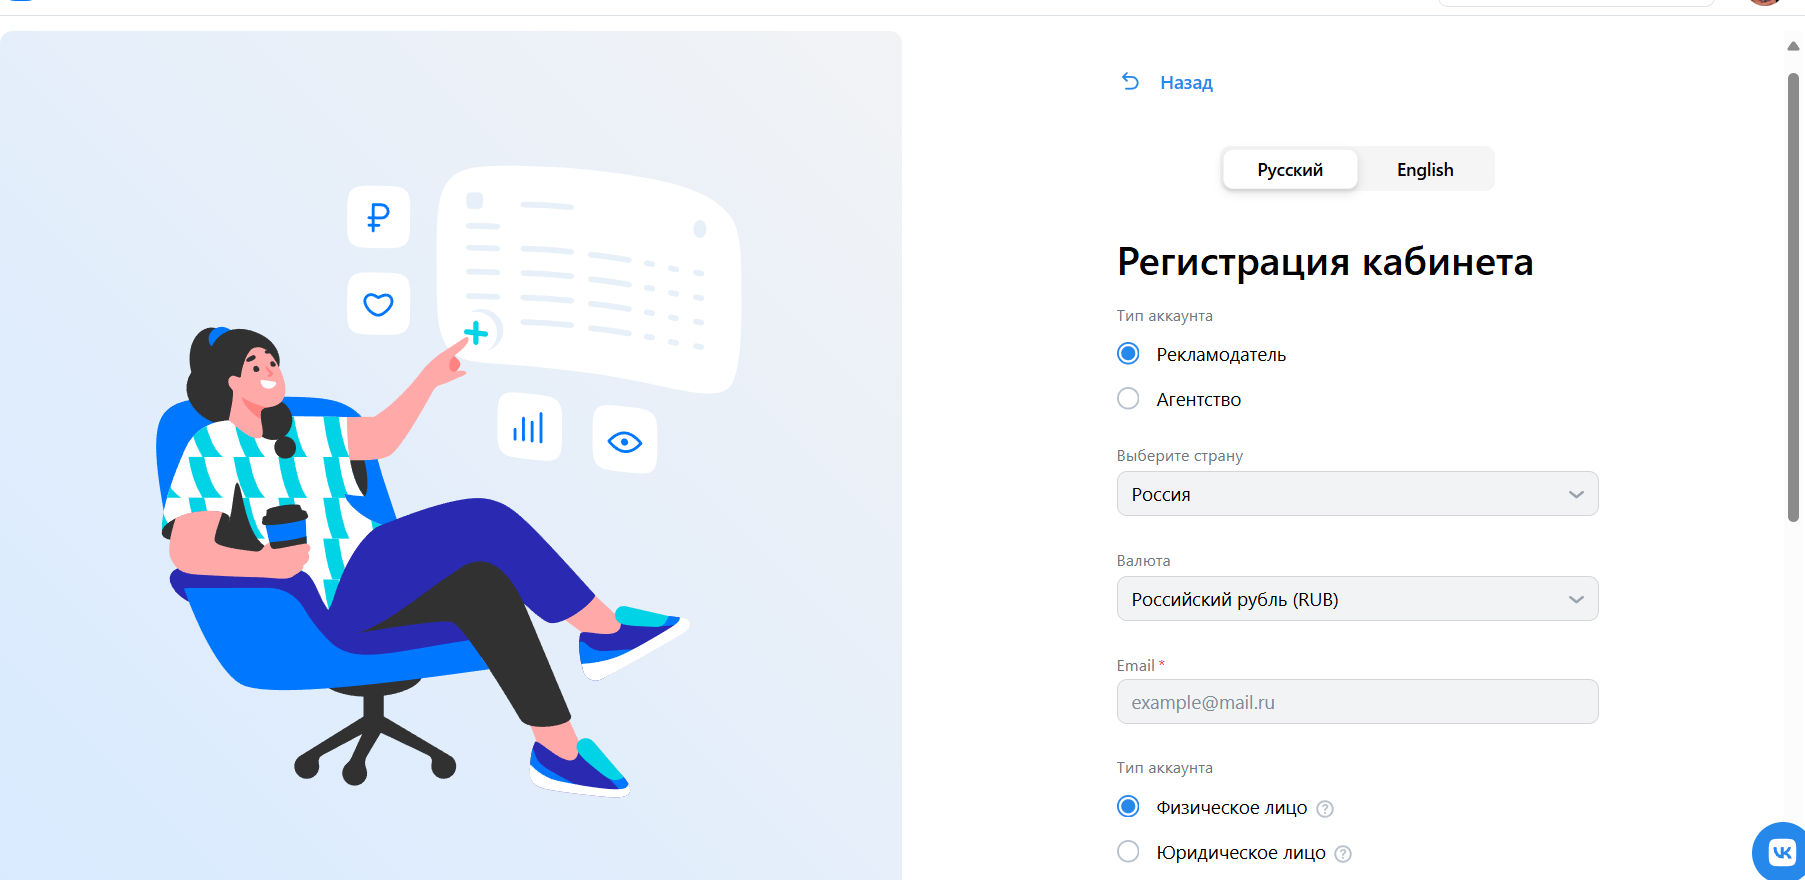 Назад
Русский English
Регистрация кабинета
Тип аккаунта
Рекламодатель
Агентство
Выберите страну
Россия
Валюта
Российский рубль (RUB)
Email *
example@mail.ru
Тип аккаунта
Физическое лицо ?
Юридическое лицо ?